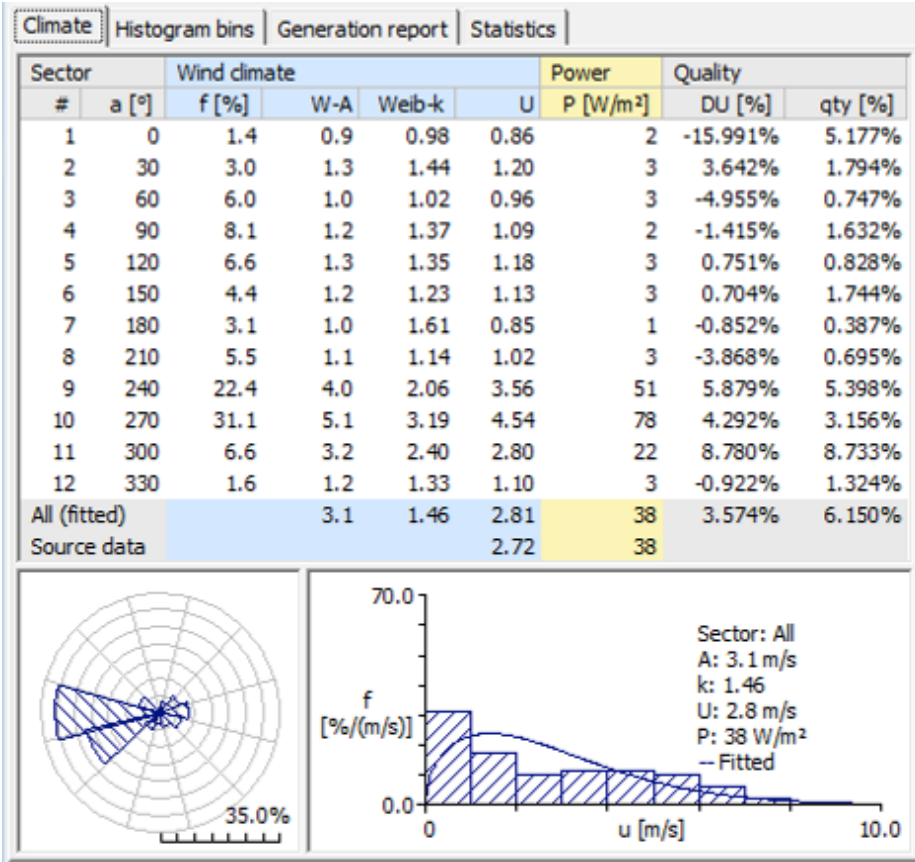 Climate Histogram bins Generation report Statistics
Sector Wind climate Power Quality
# a [°] f [%] W-A Weib-k U P [W/m²] DU [%] qty [%]
1 0 1.4 0.9 0.98 0.86 2 -15.991% 5.177%
2 30 3.0 1.3 1.44 1.20 3 3.642% 1.794%
3 60 6.0 1.0 1.02 0.96 3 -4.955% 0.747%
4 90 8.1 1.2 1.37 1.09 2 -1.415% 1.632%
5 120 6.6 1.3 1.35 1.18 3 0.751% 0.828%
6 150 4.4 1.2 1.23 1.13 3 0.704% 1.744%
7 180 3.1 1.0 1.61 0.85 1 -0.852% 0.387%
8 210 5.5 1.1 1.14 1.02 3 -3.868% 0.695%
9 240 22.4 4.0 2.06 3.56 51 5.879% 5.398%
10 270 31.1 5.1 3.19 4.54 78 4.292% 3.156%
11 300 6.6 3.2 2.40 2.80 22 8.780% 8.733%
12 330 1.6 1.2 1.33 1.10 3 -0.922% 1.324%
All (fitted) 3.1 1.46 2.81 38 3.574% 6.150%
Source data 2.72 38
35.0%
70.0
f
[%/(m/s)]
0.0
0 u [m/s] 10.0
Sector: All
A: 3.1 m/s
k: 1.46
U: 2.8 m/s
P: 38 W/m²
-- Fitted